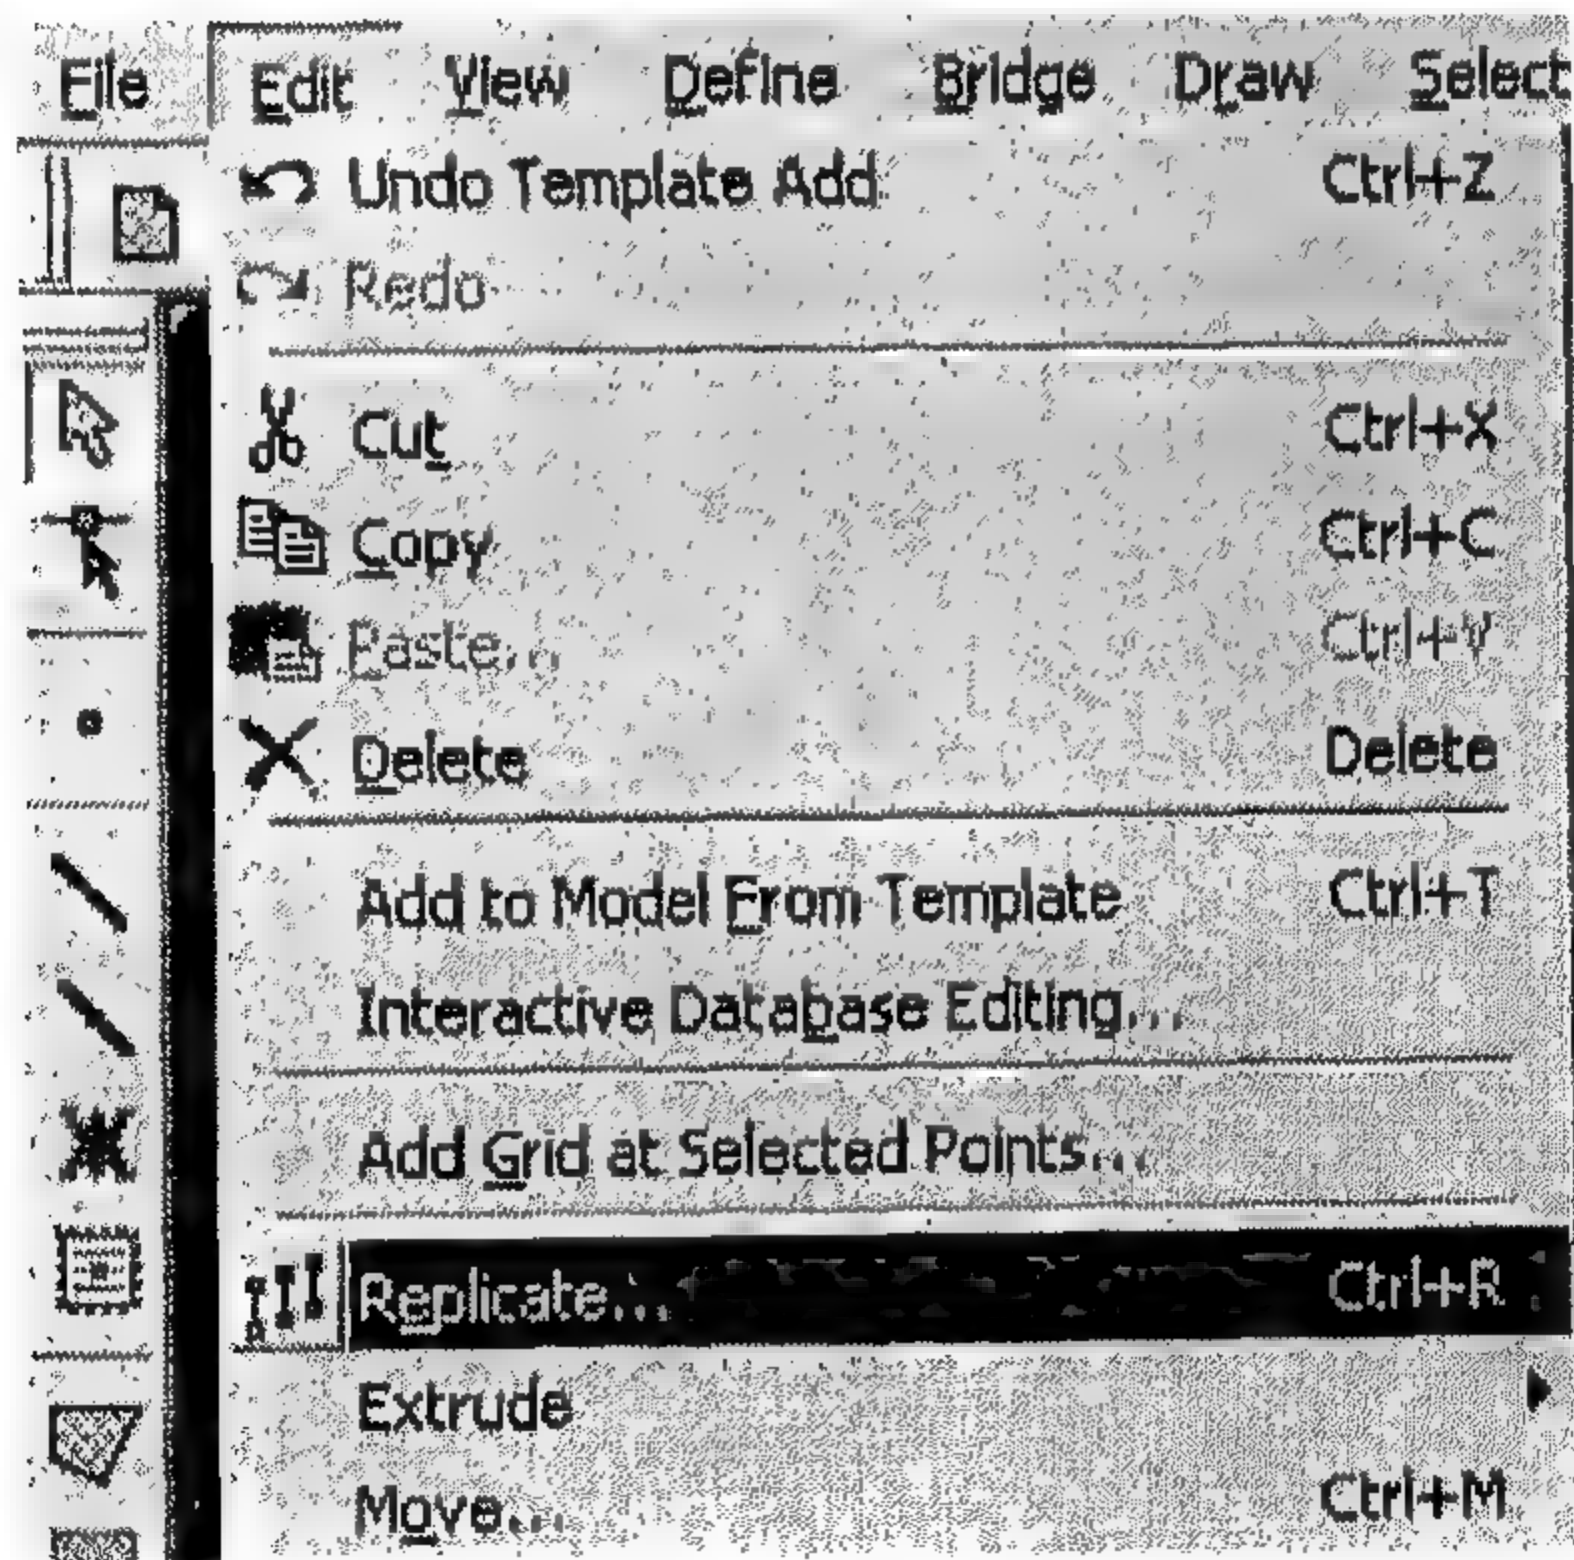 File Edit View Define Bridge Draw Select
Undo Template Add Ctrl+Z
Redo
Cut Ctrl+X
Copy Ctrl+C
Paste... Ctrl+V
Delete Delete
Add to Model From Template Ctrl+T
Interactive Database Editing...
Add Grid at Selected Points...
Replicate... Ctrl+R
Extrude
Move... Ctrl+M